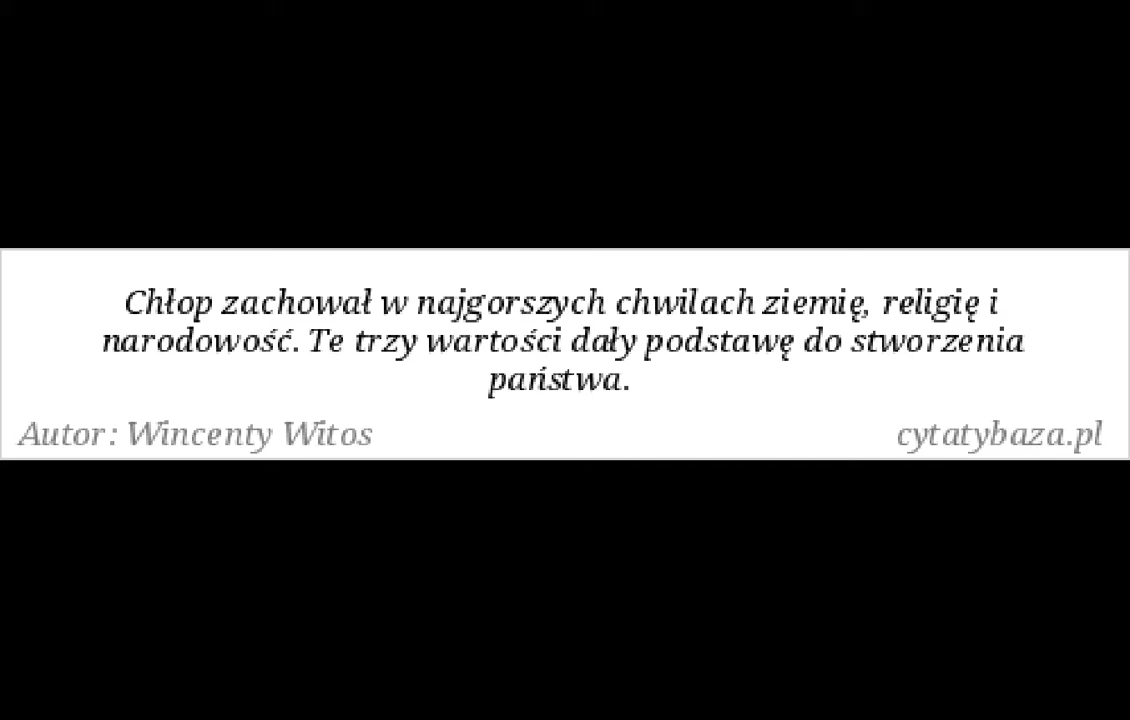 Chłop zachował w najgorszych chwilach ziemię, religię i
narodowość. Te trzy wartości dały podstawę do stworzenia
państwa.
Autor: Wincenty Witos
cytatybaza.pl